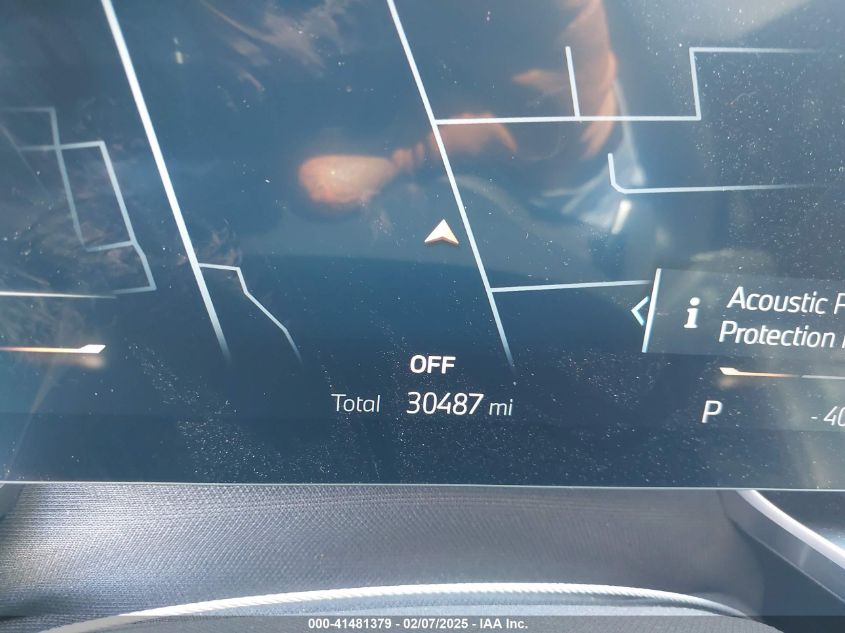 Acoustic
Protection
OFF
Total 30487 mi
P
000-41481379 - 02/07/2025 - IAA Inc.